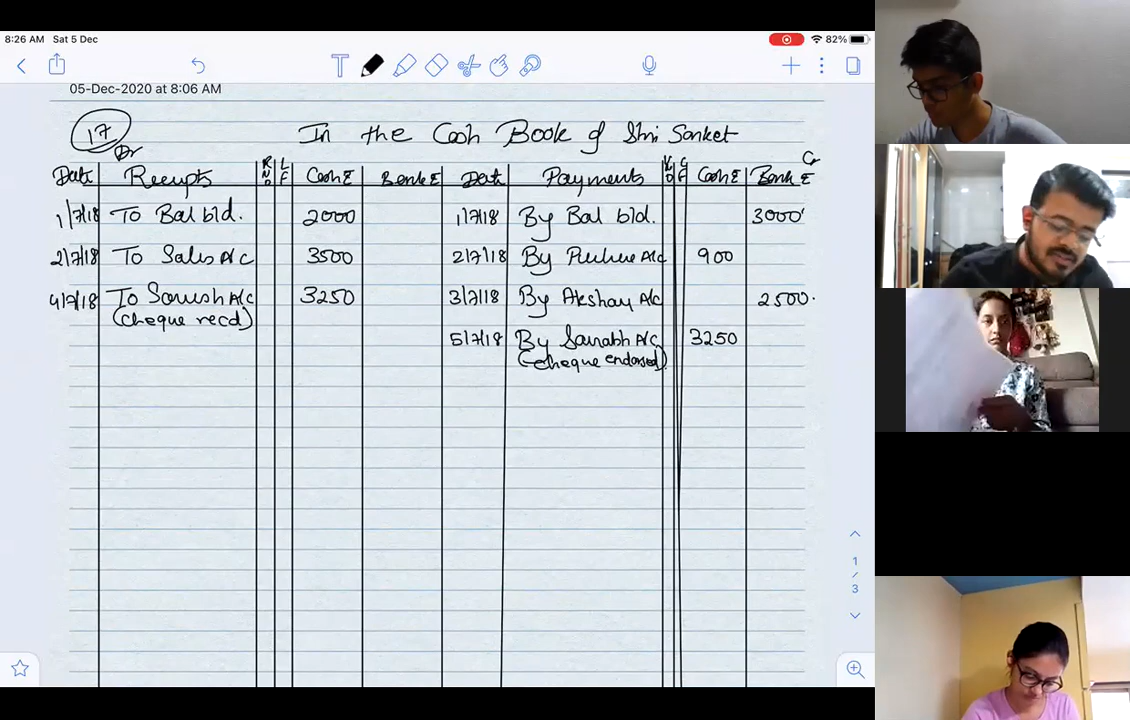 8:26 AM Sat 5 Dec
82%
T
05-Dec-2020 at 8:06 AM
17
In the Cash Book of Shri Sanket
Dr
Cr
Date Receipts RNO LF Cash Bank Date Payments VNO LF Cash Bank
1/7/18 To Bal b/d. 2000 1/7/18 By Bal b/d. 3000
2/7/18 To Sales A/c 3500 2/7/18 By A/c 900
4/7/18 To A/c 3250 3/7/18 By Akshay A/c 2500.
(cheque recd)
5/7/18 By Saurabh A/c 3250
(cheque endorsed)
1
/
3